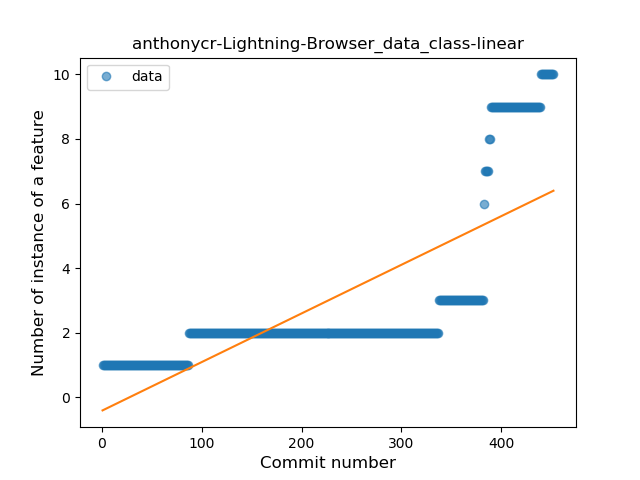 anthonycr-Lightning-Browser_data_class-linear
data
Number of instance of a feature
10
8
6
4
2
0
0 100 200 300 400
Commit number